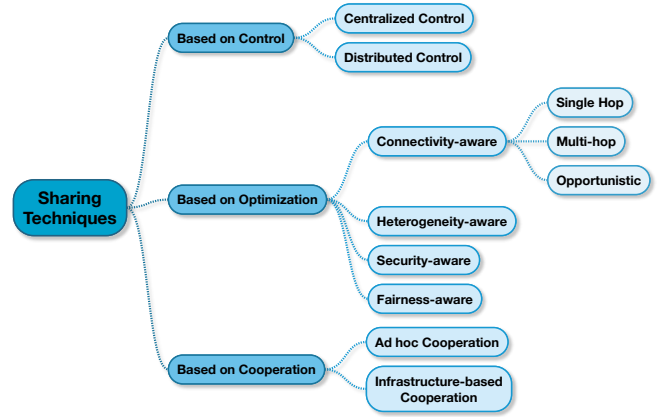 Sharing
Techniques
Based on Control
Centralized Control
Distributed Control
Based on Optimization
Connectivity-aware
Single Hop
Multi-hop
Opportunistic
Heterogeneity-aware
Security-aware
Fairness-aware
Based on Cooperation
Ad hoc Cooperation
Infrastructure-based
Cooperation